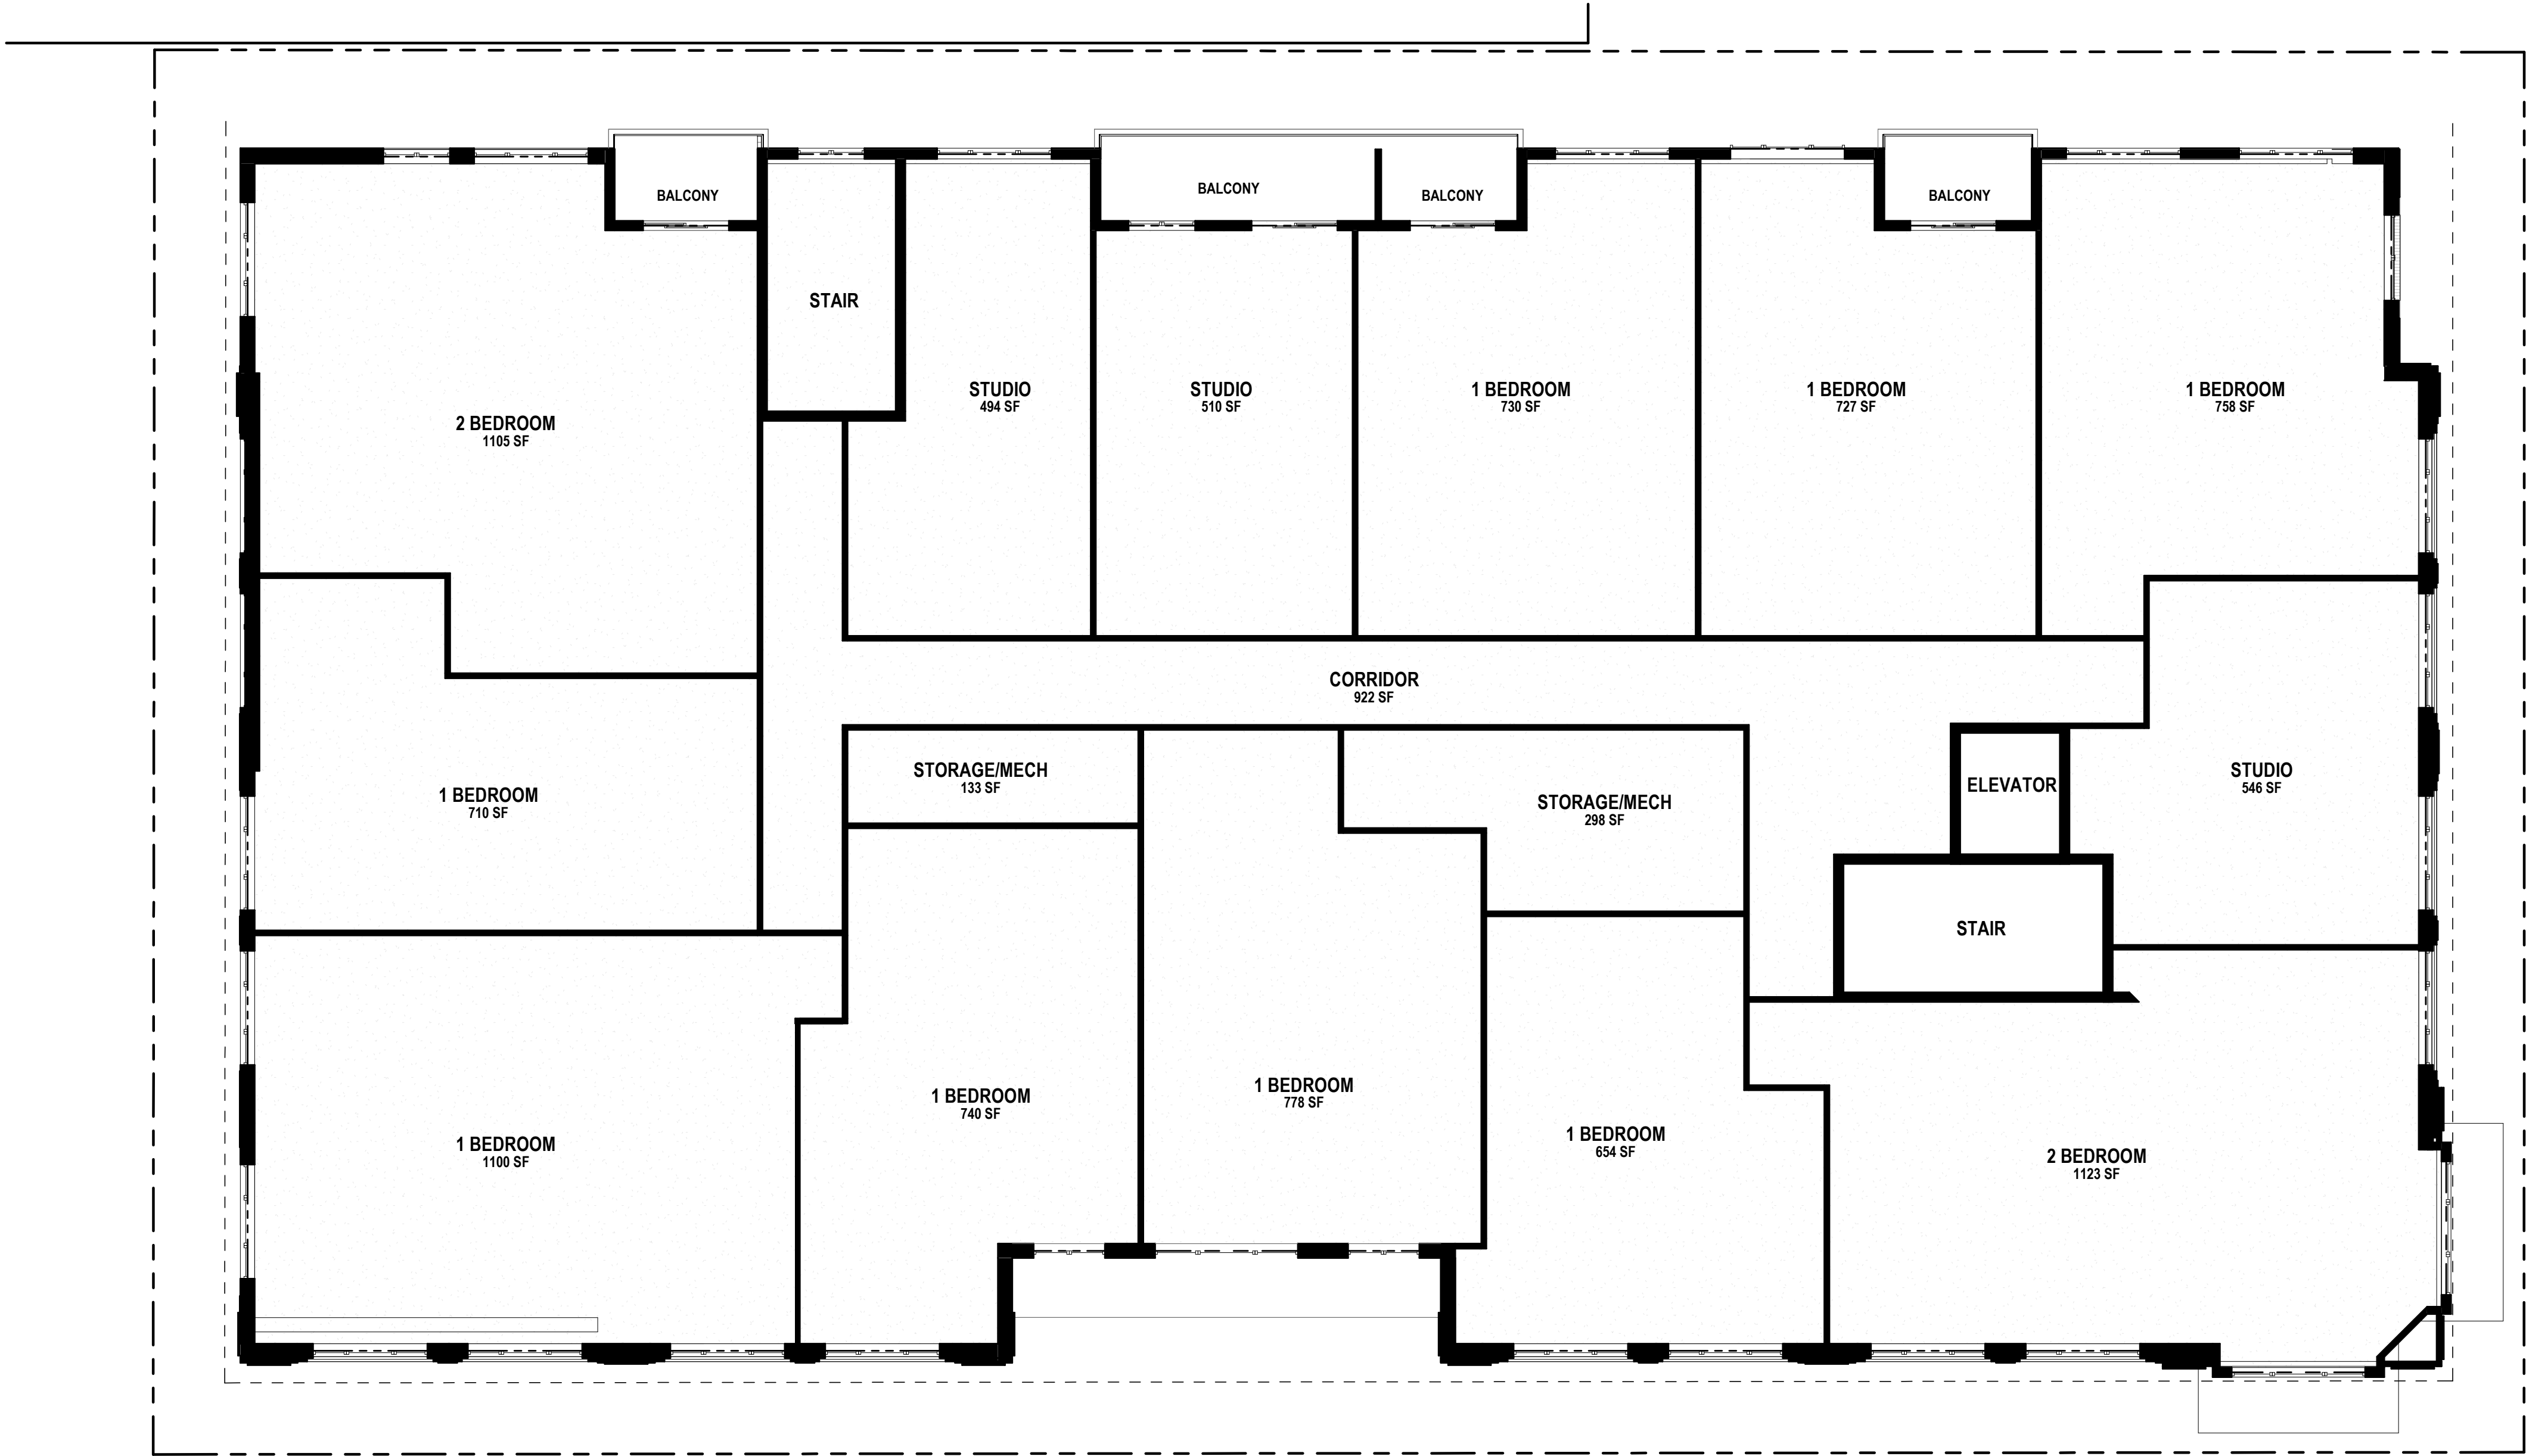 BALCONY
BALCONY
BALCONY
BALCONY
STAIR
STUDIO
494 SF
STUDIO
510 SF
1 BEDROOM
730 SF
1 BEDROOM
727 SF
1 BEDROOM
758 SF
2 BEDROOM
1105 SF
CORRIDOR
922 SF
STORAGE/MECH
133 SF
STORAGE/MECH
298 SF
ELEVATOR
STUDIO
546 SF
1 BEDROOM
710 SF
STAIR
1 BEDROOM
1100 SF
1 BEDROOM
740 SF
1 BEDROOM
778 SF
1 BEDROOM
654 SF
2 BEDROOM
1123 SF